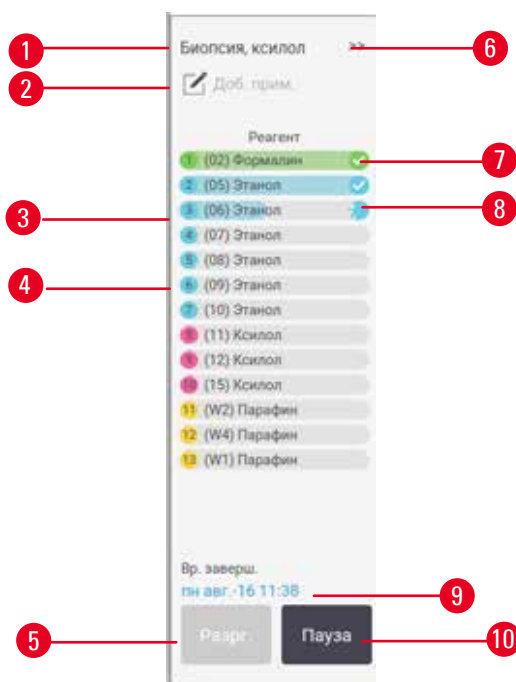 1 Биопсия, ксилол >> 6
2 Доб. прим.
Реагент
1 (02) Формалин 7
2 (05) Этанол
3 3 (06) Этанол 8
4 (07) Этанол
5 (08) Этанол
4 6 (09) Этанол
7 (10) Этанол
8 (11) Ксилол
9 (12) Ксилол
10 (15) Ксилол
11 (W2) Парафин
12 (W4) Парафин
13 (W1) Парафин
Вр. заверш.
пн авг.-16 11:38 9
5 Разрг. Пауза 10